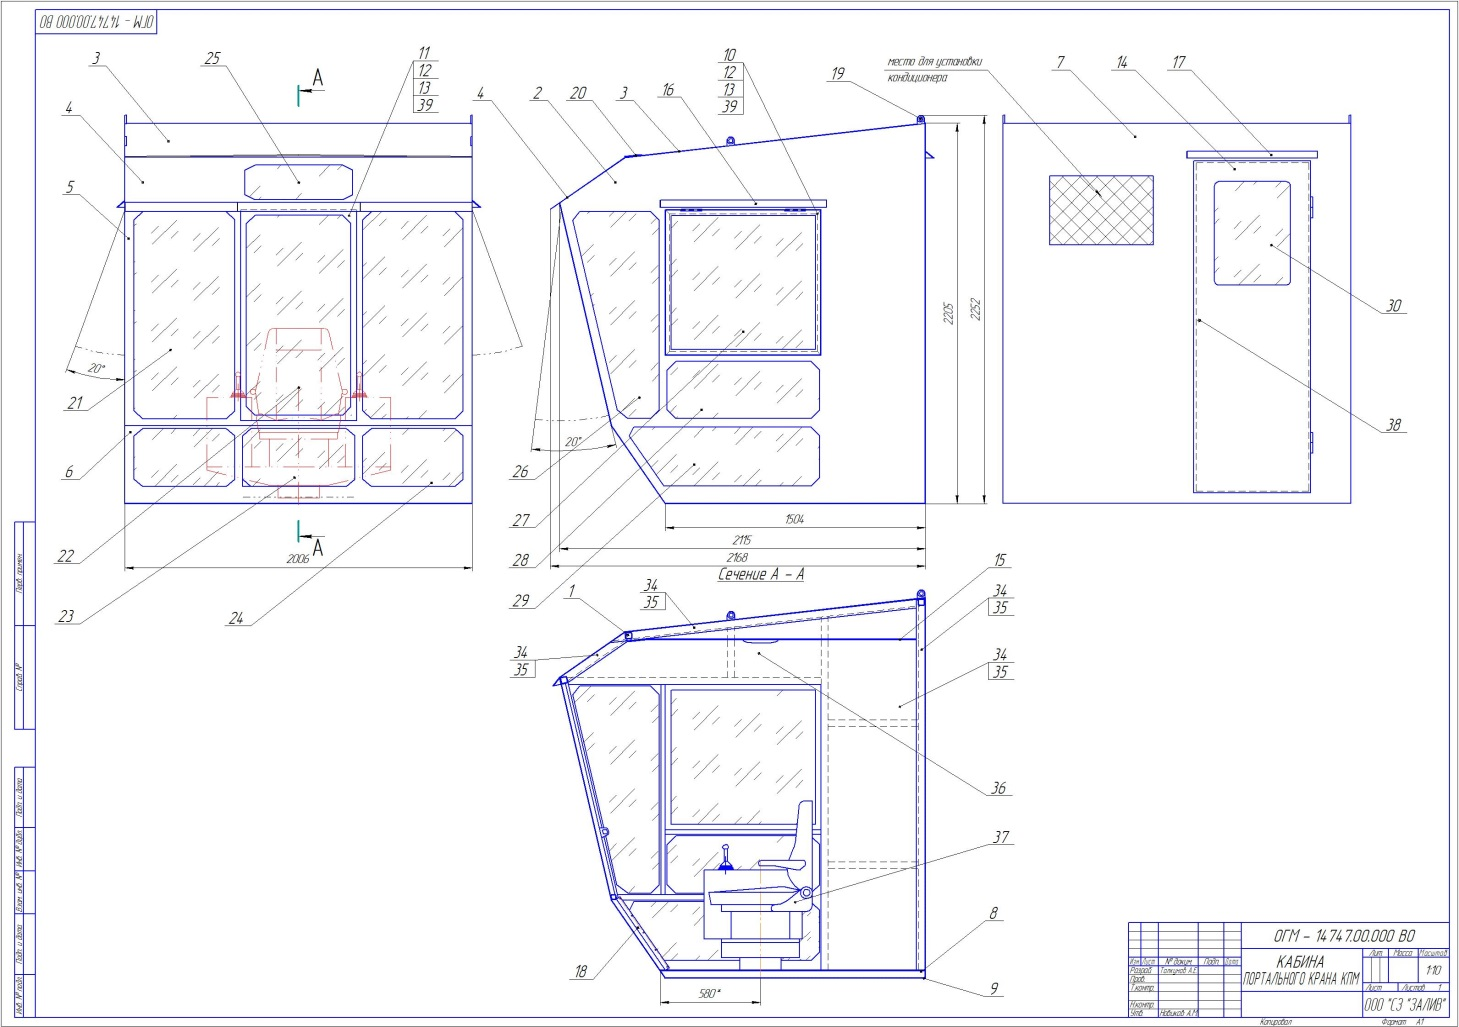 ОГМ - 14747.00.000 ВО
3
25
А
11
12
13
39
4
5
20°
21
6
22
23
24
А
2006
4
2
20
3
16
10
12
13
39
19
20°
26
27
28
29
2205
2252
1504
2115
2168
место для установки
кондиционера
7
14
17
30
38
Сечение А - А
1
34
35
34
35
15
34
35
34
35
36
37
8
9
18
580*
Перв. примен.
Справ. №
Подп. и дата
Инв. № дубл.
Взам. инв. №
Подп. и дата
Инв. № подл.
ОГМ - 14747.00.000 ВО
КАБИНА
ПОРТАЛЬНОГО КРАНА КПМ
Изм. Лист № докум. Подп. Дата
Разраб. Толкунов А.Е.
Пров.
Т.контр.
Н.контр.
Утв. Новиков А.М.
Лит. Масса Масштаб
1:10
Лист Листов 1
ООО "СЗ "ЗАЛИВ"
Копировал Формат А1